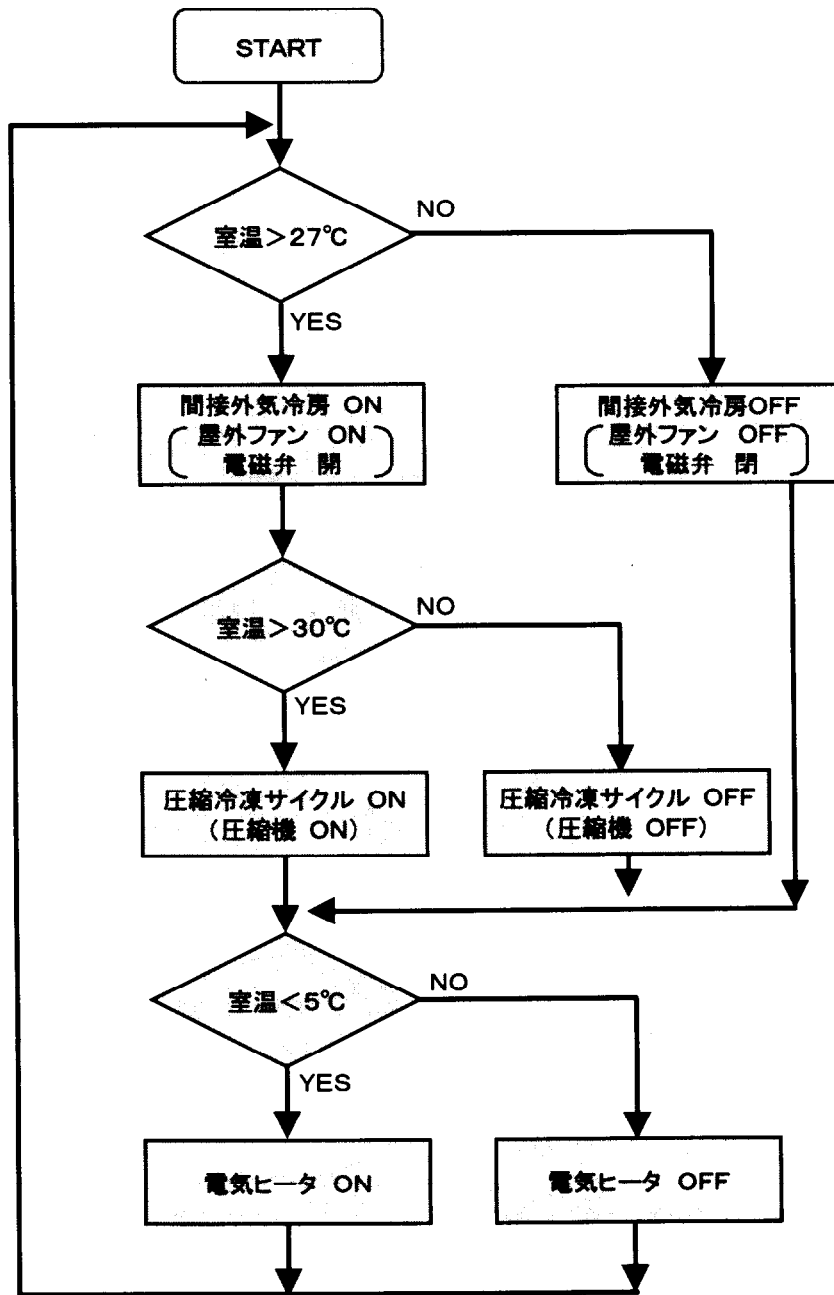 START
室温>27℃
NO
YES
間接外気冷房 ON
屋外ファン ON
電磁弁 開
間接外気冷房OFF
屋外ファン OFF
電磁弁 閉
室温>30℃
NO
YES
圧縮冷凍サイクル ON
(圧縮機 ON)
圧縮冷凍サイクル OFF
(圧縮機 OFF)
室温<5℃
NO
YES
電気ヒータ ON
電気ヒータ OFF